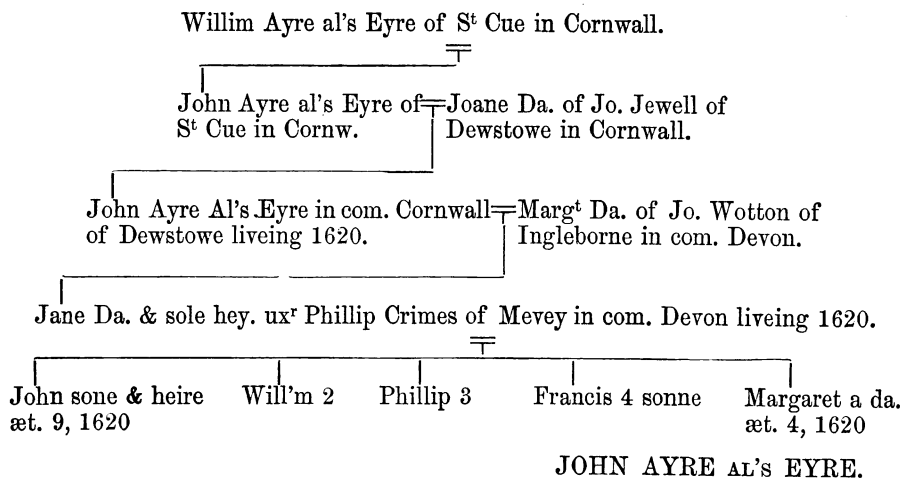 Willim Ayre al's Eyre of Sᵗ Cue in Cornwall.
John Ayre al's Eyre of Joane Da. of Jo. Jewell of
Sᵗ Cue in Cornw. Dewstowe in Cornwall.
John Ayre Al's Eyre in com. Cornwall Margᵗ Da. of Jo. Wotton of
of Dewstowe liveing 1620. Ingleborne in com. Devon.
Jane Da. & sole hey. uxʳ Phillip Crimes of Mevey in com. Devon liveing 1620.
John sone & heire Will'm 2 Phillip 3 Francis 4 sonne Margaret a da.
æt. 9, 1620 æt. 4, 1620
JOHN AYRE AL'S EYRE.